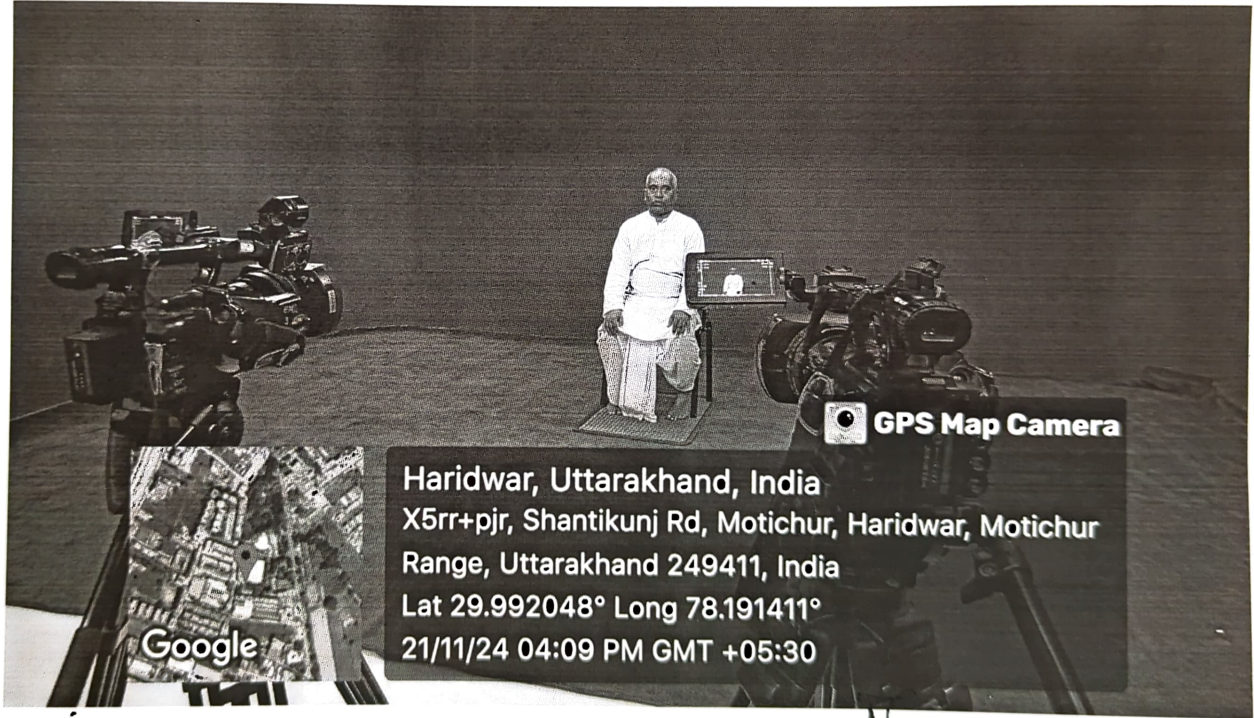 GPS Map Camera
Haridwar, Uttarakhand, India
X5rr+pjr, Shantikunj Rd, Motichur, Haridwar, Motichur
Range, Uttarakhand 249411, India
Lat 29.992048° Long 78.191411°
21/11/24 04:09 PM GMT +05:30
Google